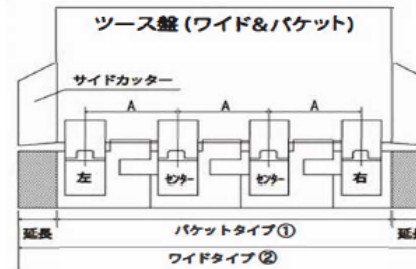 ツース盤(ワイド&バケット)
サイドカッター
A A A
左 センター センター 右
延長 バケットタイプ① 延長
ワイドタイプ②